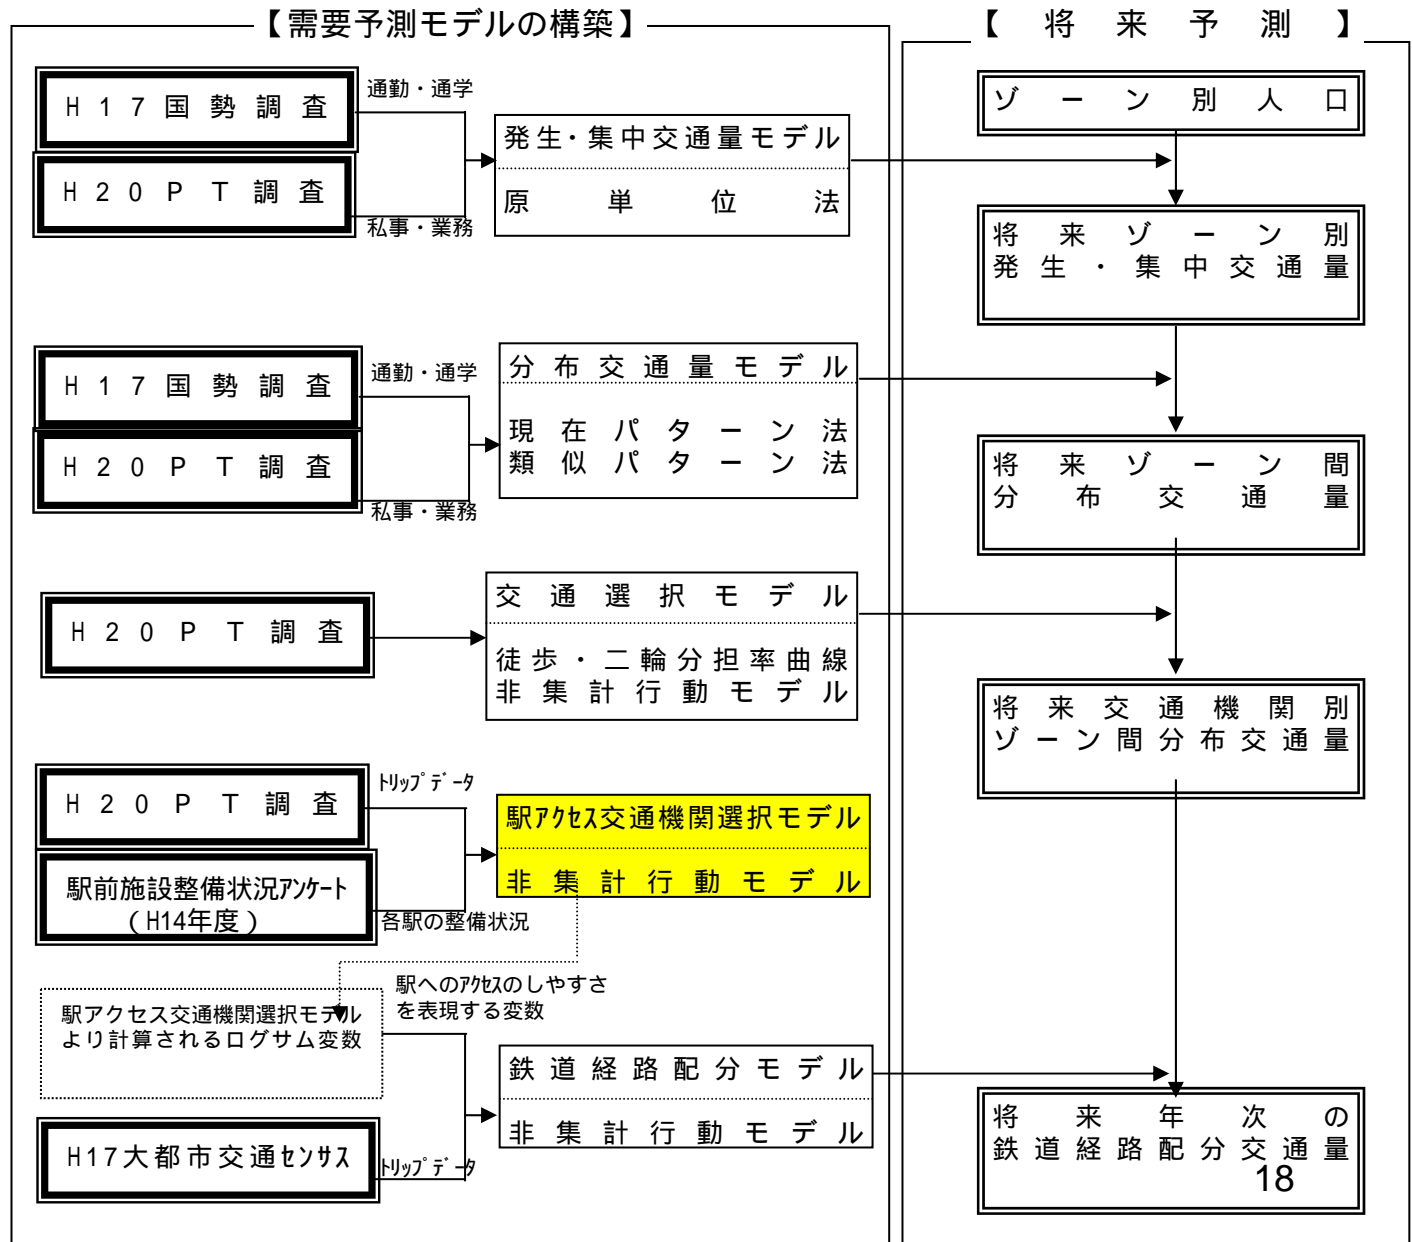 【需要予測モデルの構築】
H17国勢調査
通勤・通学
H20PT調査
私事・業務
発生・集中交通量モデル
原単位法
H17国勢調査
通勤・通学
H20PT調査
私事・業務
分布交通量モデル
現在パターン法
類似パターン法
H20PT調査
交通選択モデル
徒歩・二輪分担率曲線
非集計行動モデル
H20PT調査
ﾄﾘｯﾌﾟﾃﾞｰﾀ
駅前施設整備状況ｱﾝｹｰﾄ
（H14年度）
各駅の整備状況
駅ｱｸｾｽ交通機関選択モデル
非集計行動モデル
駅へのｱｸｾｽのしやすさ
を表現する変数
駅アクセス交通機関選択モデル
より計算されるログサム変数
H17大都市交通ｾﾝｻｽ
ﾄﾘｯﾌﾟﾃﾞｰﾀ
鉄道経路配分モデル
非集計行動モデル
【将来予測】
ゾーン別人口
将来ゾーン別
発生・集中交通量
将来ゾーン間
分布交通量
将来交通機関別
ゾーン間分布交通量
将来年次の
鉄道経路配分交通量
18